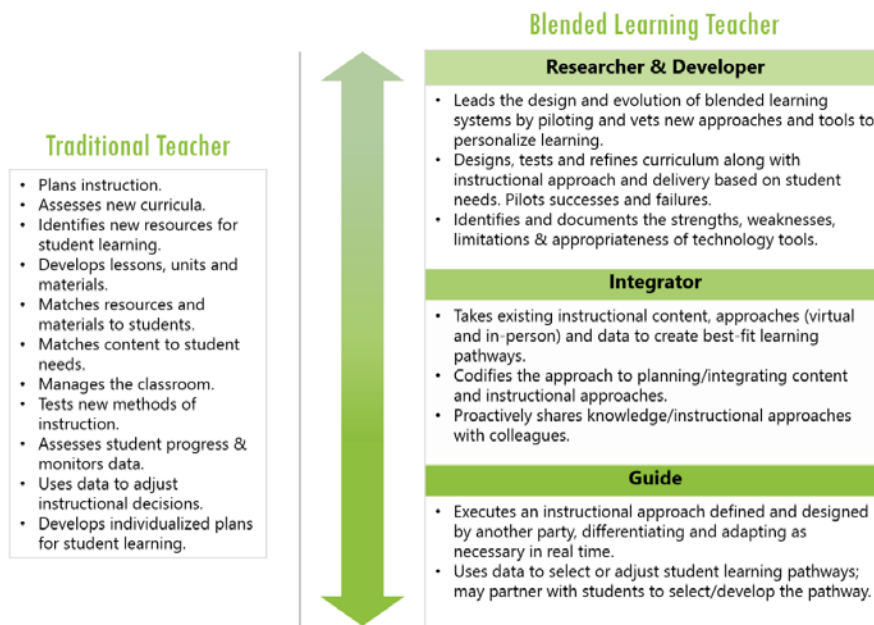 Traditional Teacher
• Plans instruction.
• Assesses new curricula.
• Identifies new resources for
student learning.
• Develops lessons, units and
materials.
• Matches resources and
materials to students.
• Matches content to student
needs.
• Manages the classroom.
• Tests new methods of
instruction.
• Assesses student progress &
monitors data.
• Uses data to adjust
instructional decisions.
• Develops individualized plans
for student learning.
Blended Learning Teacher
Researcher & Developer
• Leads the design and evolution of blended learning
systems by piloting and vets new approaches and tools to
personalize learning.
• Designs, tests and refines curriculum along with
instructional approach and delivery based on student
needs. Pilots successes and failures.
• Identifies and documents the strengths, weaknesses,
limitations & appropriateness of technology tools.
Integrator
• Takes existing instructional content, approaches (virtual
and in-person) and data to create best-fit learning
pathways.
• Codifies the approach to planning/integrating content
and instructional approaches.
• Proactively shares knowledge/instructional approaches
with colleagues.
Guide
• Executes an instructional approach defined and designed
by another party, differentiating and adapting as
necessary in real time.
• Uses data to select or adjust student learning pathways;
may partner with students to select/develop the pathway.